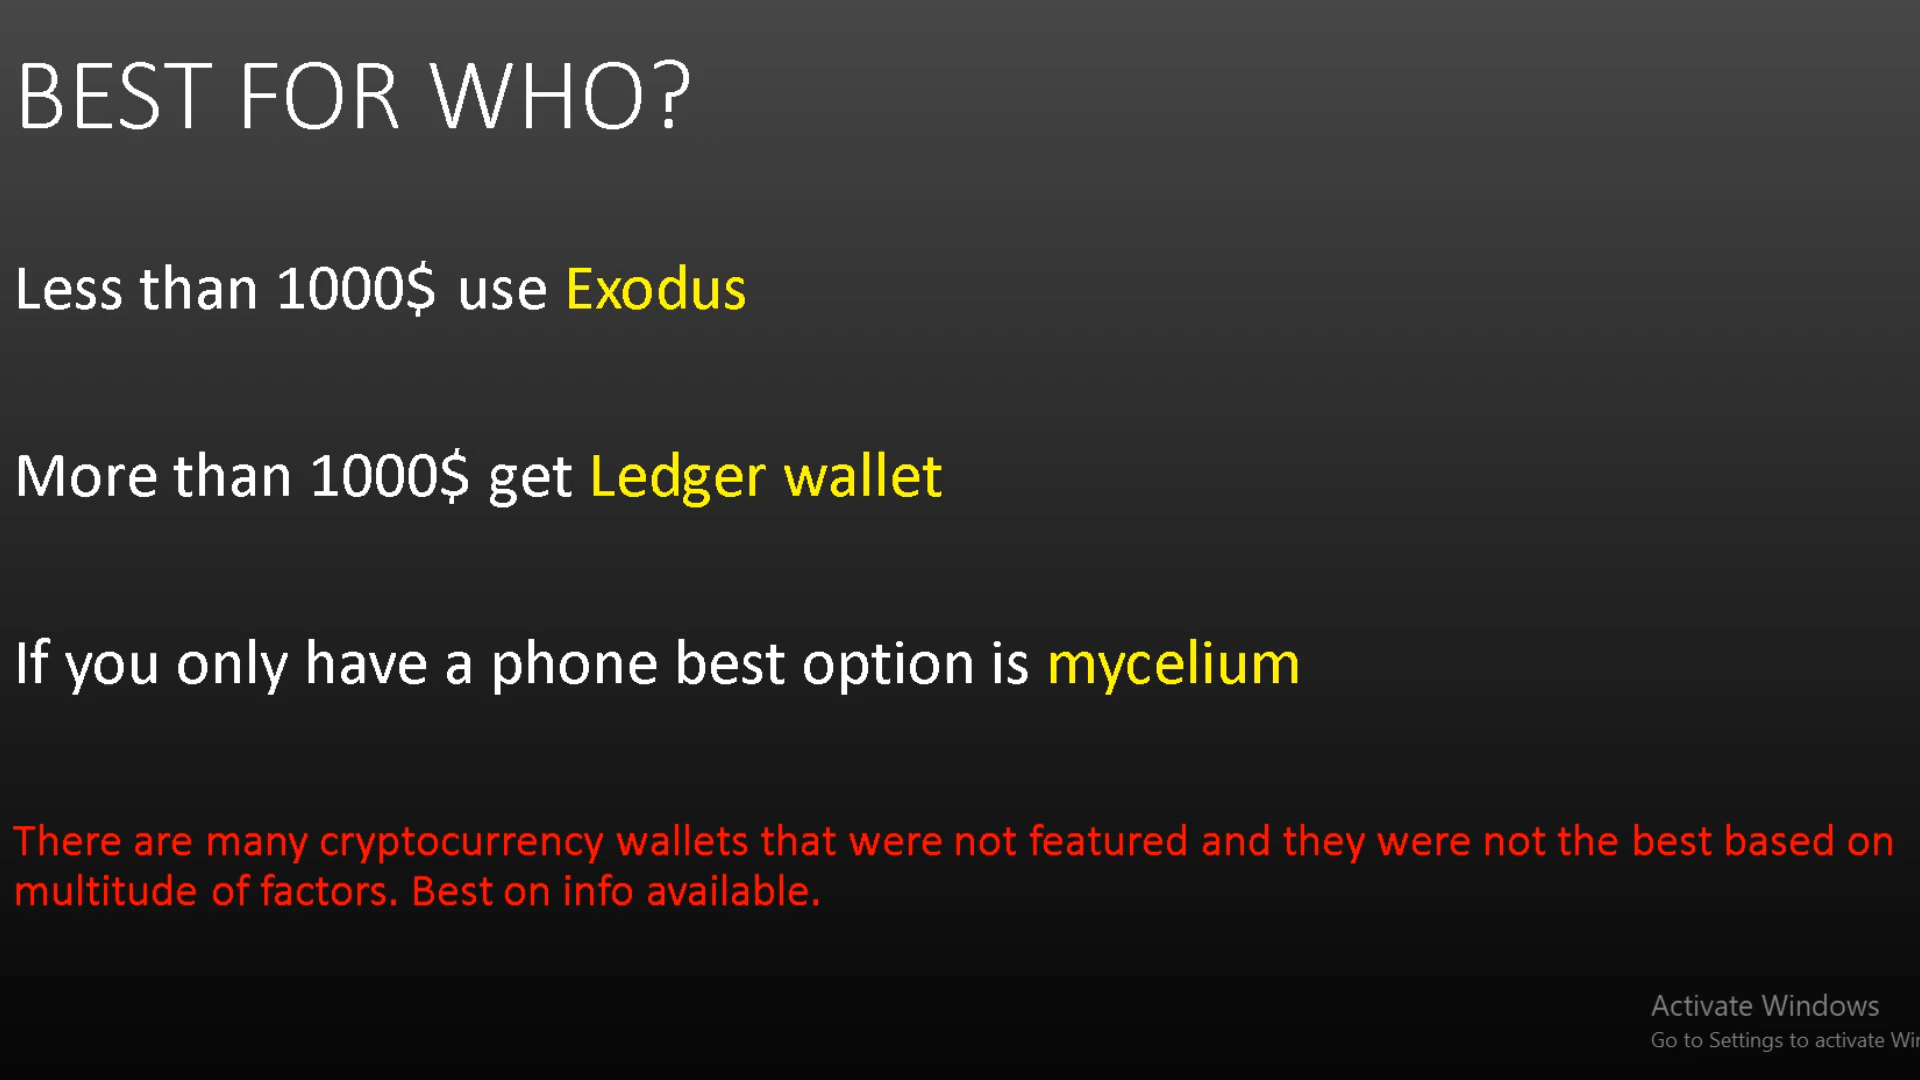 BEST FOR WHO?
Less than 1000$ use Exodus
More than 1000$ get Ledger wallet
If you only have a phone best option is mycelium
There are many cryptocurrency wallets that were not featured and they were not the best based on
multitude of factors. Best on info available.
Activate Windows
Go to Settings to activate Win